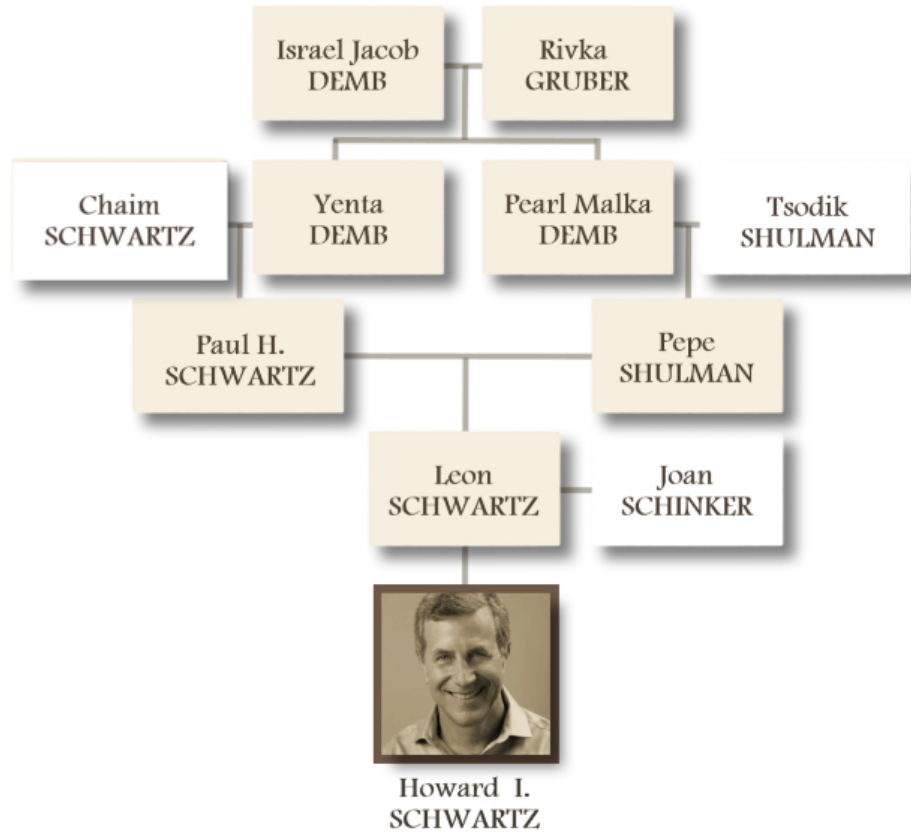 Israel Jacob
DEMB
Rivka
GRUBER
Chaim
SCHWARTZ
Yenta
DEMB
Pearl Malka
DEMB
Tsodik
SHULMAN
Paul H.
SCHWARTZ
Pepe
SHULMAN
Leon
SCHWARTZ
Joan
SCHINKER
Howard I.
SCHWARTZ